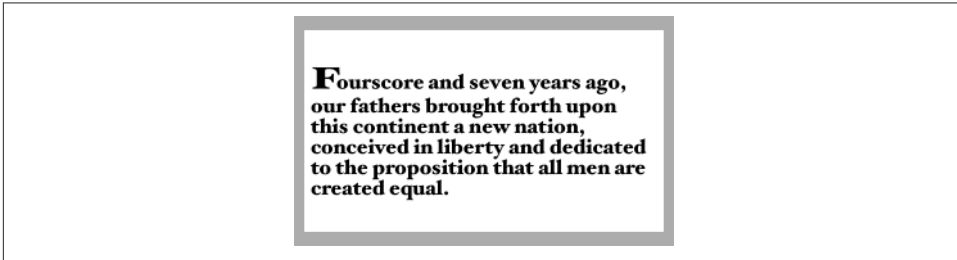 Fourscore and seven years ago,
our fathers brought forth upon
this continent a new nation,
conceived in liberty and dedicated
to the proposition that all men are
created equal.